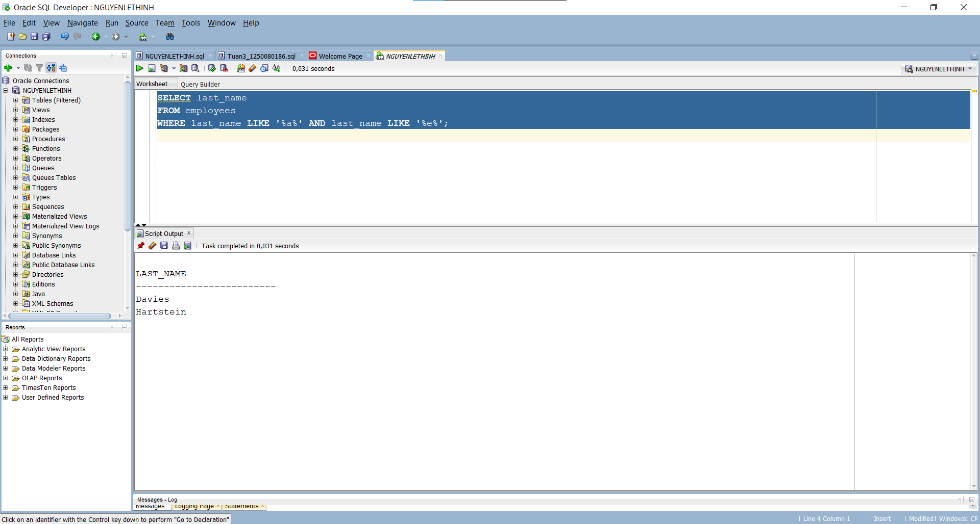 Oracle SQL Developer : NGUYENLETHINH
File Edit View Navigate Run Source Team Tools Window Help
Connections
NGUYENLETHINH.sql
Tuan3_1250080186.sql
Welcome Page
NGUYENLETHINH
0,031 seconds
NGUYENLETHINH
Worksheet Query Builder
SELECT last_name
FROM employees
WHERE last_name LIKE '%a%' AND last_name LIKE '%e%';
Oracle Connections
NGUYENLETHINH
Tables (Filtered)
Views
Indexes
Packages
Procedures
Functions
Operators
Queues
Queues Tables
Triggers
Types
Sequences
Materialized Views
Materialized View Logs
Synonyms
Public Synonyms
Database Links
Public Database Links
Directories
Editions
Java
XML Schemas
Reports
All Reports
Analytic View Reports
Data Dictionary Reports
Data Modeler Reports
OLAP Reports
TimesTen Reports
User Defined Reports
Script Output
Task completed in 0,031 seconds
LAST_NAME
-------------------------
Davies
Hartstein
Messages - Log
Messages Logging Page Statements
Click on an identifier with the Control key down to perform "Go to Declaration"
Line 4 Column 1 Insert Modified Windows: CF